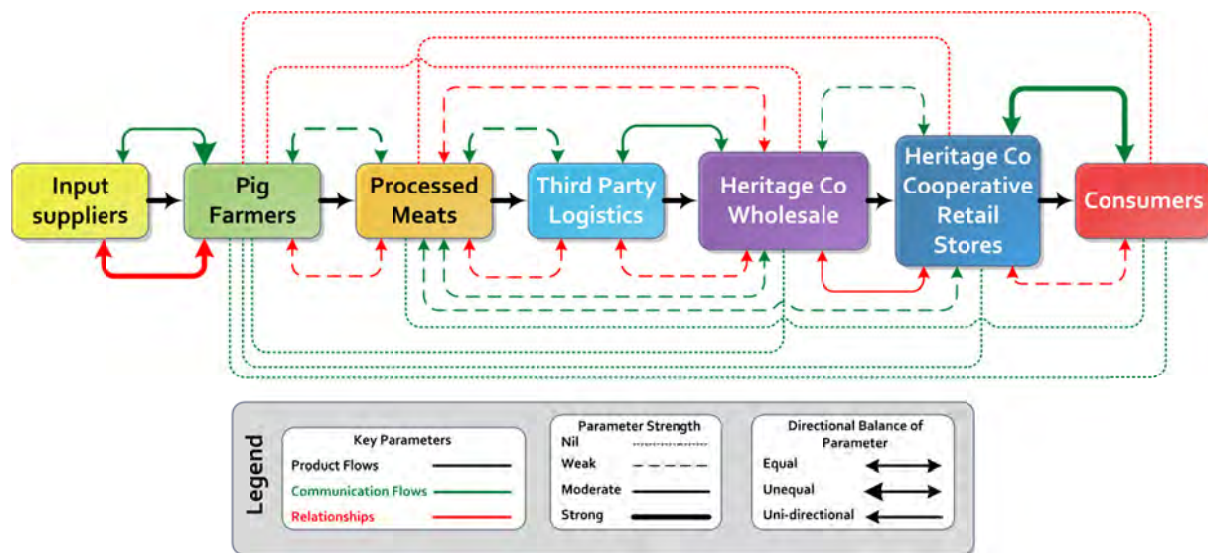 Input
suppliers
Pig
Farmers
Processed
Meats
Third Party
Logistics
Heritage Co
Wholesale
Heritage Co
Cooperative
Retail
Stores
Consumers
Legend
Key Parameters
Product Flows
Communication Flows
Relationships
Parameter Strength
Nil
Weak
Moderate
Strong
Directional Balance of
Parameter
Equal
Unequal
Uni-directional